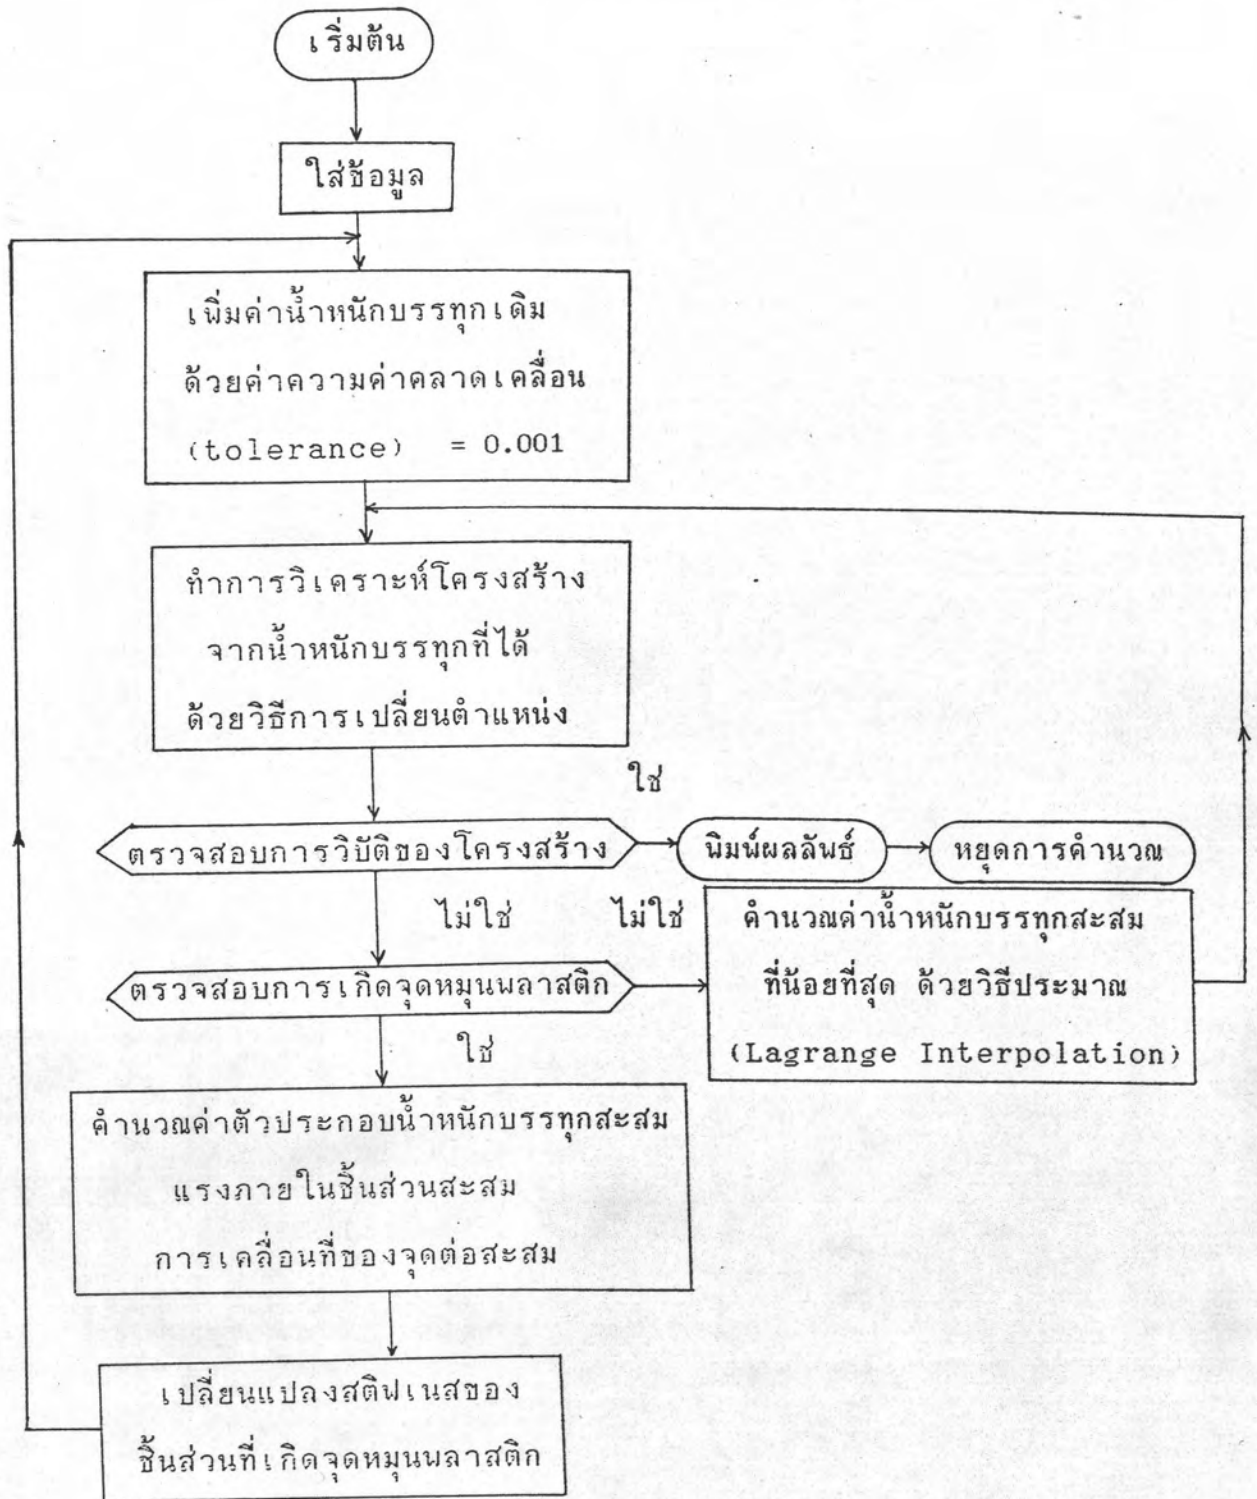 เริ่มต้น
ใส่ข้อมูล
เพิ่มค่าน้ำหนักบรรทุกเดิม
ด้วยค่าความค่าคลาดเคลื่อน
(tolerance) = 0.001
ทำการวิเคราะห์โครงสร้าง
จากน้ำหนักบรรทุกที่ได้
ด้วยวิธีการเปลี่ยนตำแหน่ง
ใช่
ตรวจสอบการวิบัติของโครงสร้าง
พิมพ์ผลลัพธ์
หยุดการคำนวณ
ไม่ใช่
ไม่ใช่
ตรวจสอบการเกิดจุดหมุนพลาสติก
คำนวณค่าน้ำหนักบรรทุกสะสม
ที่น้อยที่สุด ด้วยวิธีประมาณ
(Lagrange Interpolation)
ใช่
คำนวณค่าตัวประกอบน้ำหนักบรรทุกสะสม
แรงภายในชิ้นส่วนสะสม
การเคลื่อนที่ของจุดต่อสะสม
เปลี่ยนแปลงสติฟเนสของ
ชิ้นส่วนที่เกิดจุดหมุนพลาสติก